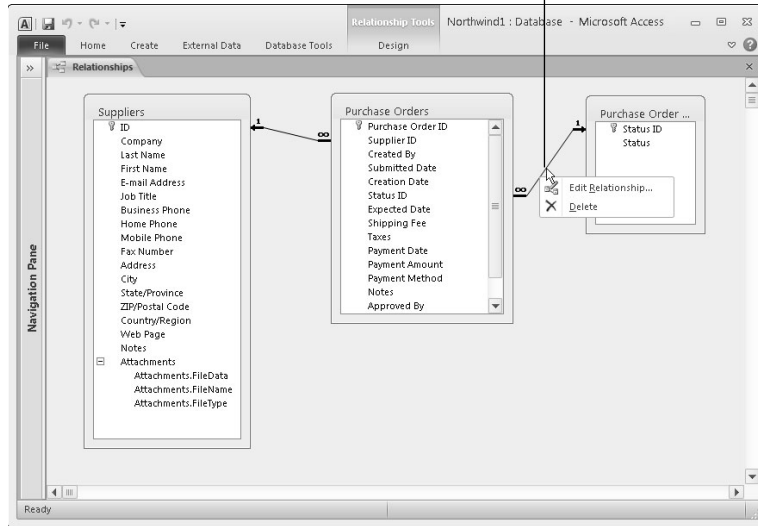 Relationship Tools
Northwind1 : Database - Microsoft Access
File
Home
Create
External Data
Database Tools
Design
Relationships
Navigation Pane
Suppliers
ID
Company
Last Name
First Name
E-mail Address
Job Title
Business Phone
Home Phone
Mobile Phone
Fax Number
Address
City
State/Province
ZIP/Postal Code
Country/Region
Web Page
Notes
Attachments
Attachments.FileData
Attachments.FileName
Attachments.FileType
1
∞
Purchase Orders
Purchase Order ID
Supplier ID
Created By
Submitted Date
Creation Date
Status ID
Expected Date
Shipping Fee
Taxes
Payment Date
Payment Amount
Payment Method
Notes
Approved By
∞
1
Purchase Order ...
Status ID
Status
Edit Relationship...
Delete
Ready